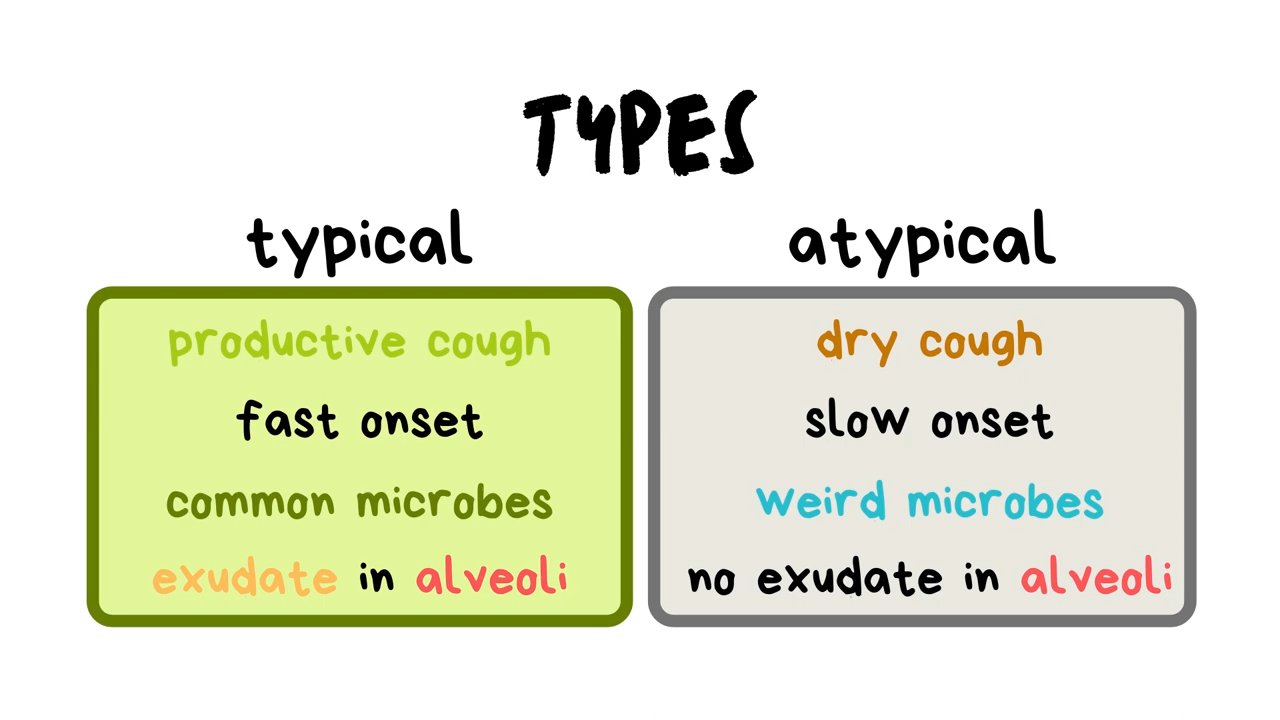 TYPES
typical
productive cough
fast onset
common microbes
exudate in alveoli
atypical
dry cough
slow onset
weird microbes
no exudate in alveoli